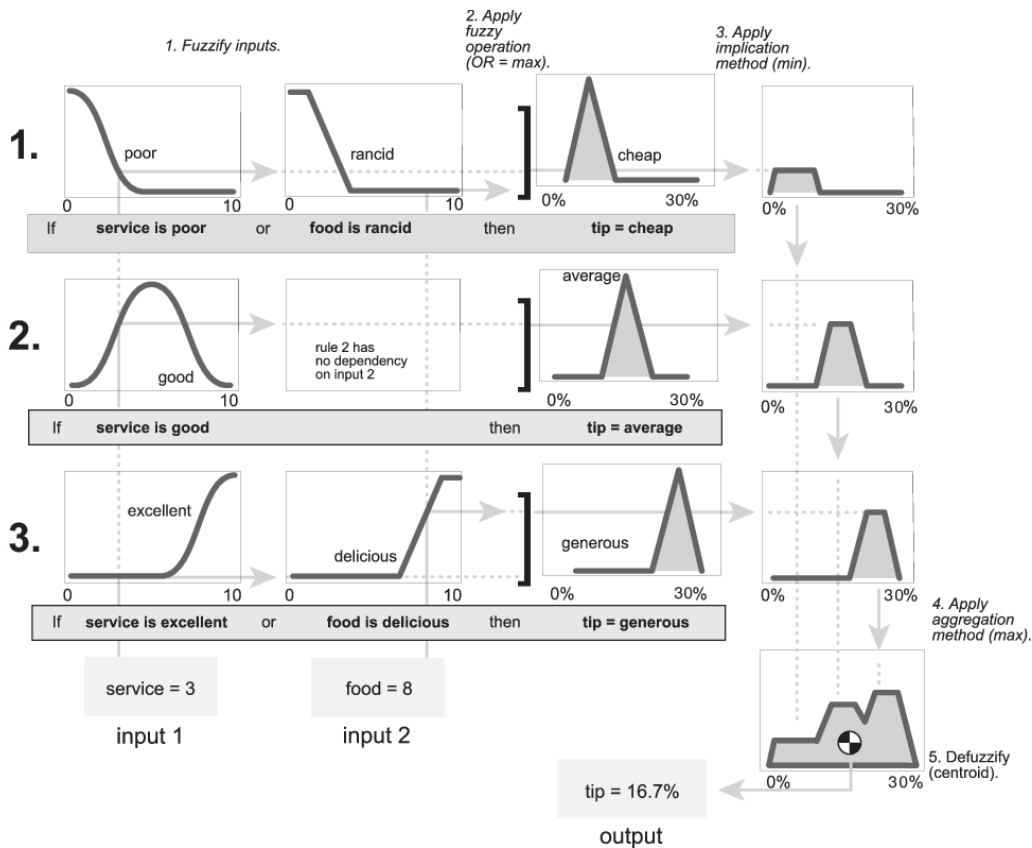 1. Fuzzify inputs.
2. Apply
fuzzy
operation
(OR = max).
3. Apply
implication
method (min).
1.
poor
rancid
cheap
0 10
0 10
0% 30%
0% 30%
If service is poor or food is rancid then tip = cheap
2.
good
rule 2 has
no dependency
on input 2
average
0 10
0% 30%
0% 30%
If service is good then tip = average
3.
excellent
delicious
generous
0 10
0 10
0% 30%
0% 30%
If service is excellent or food is delicious then tip = generous
4. Apply
aggregation
method (max).
service = 3
food = 8
input 1
input 2
5. Defuzzify
(centroid).
0% 30%
tip = 16.7%
output